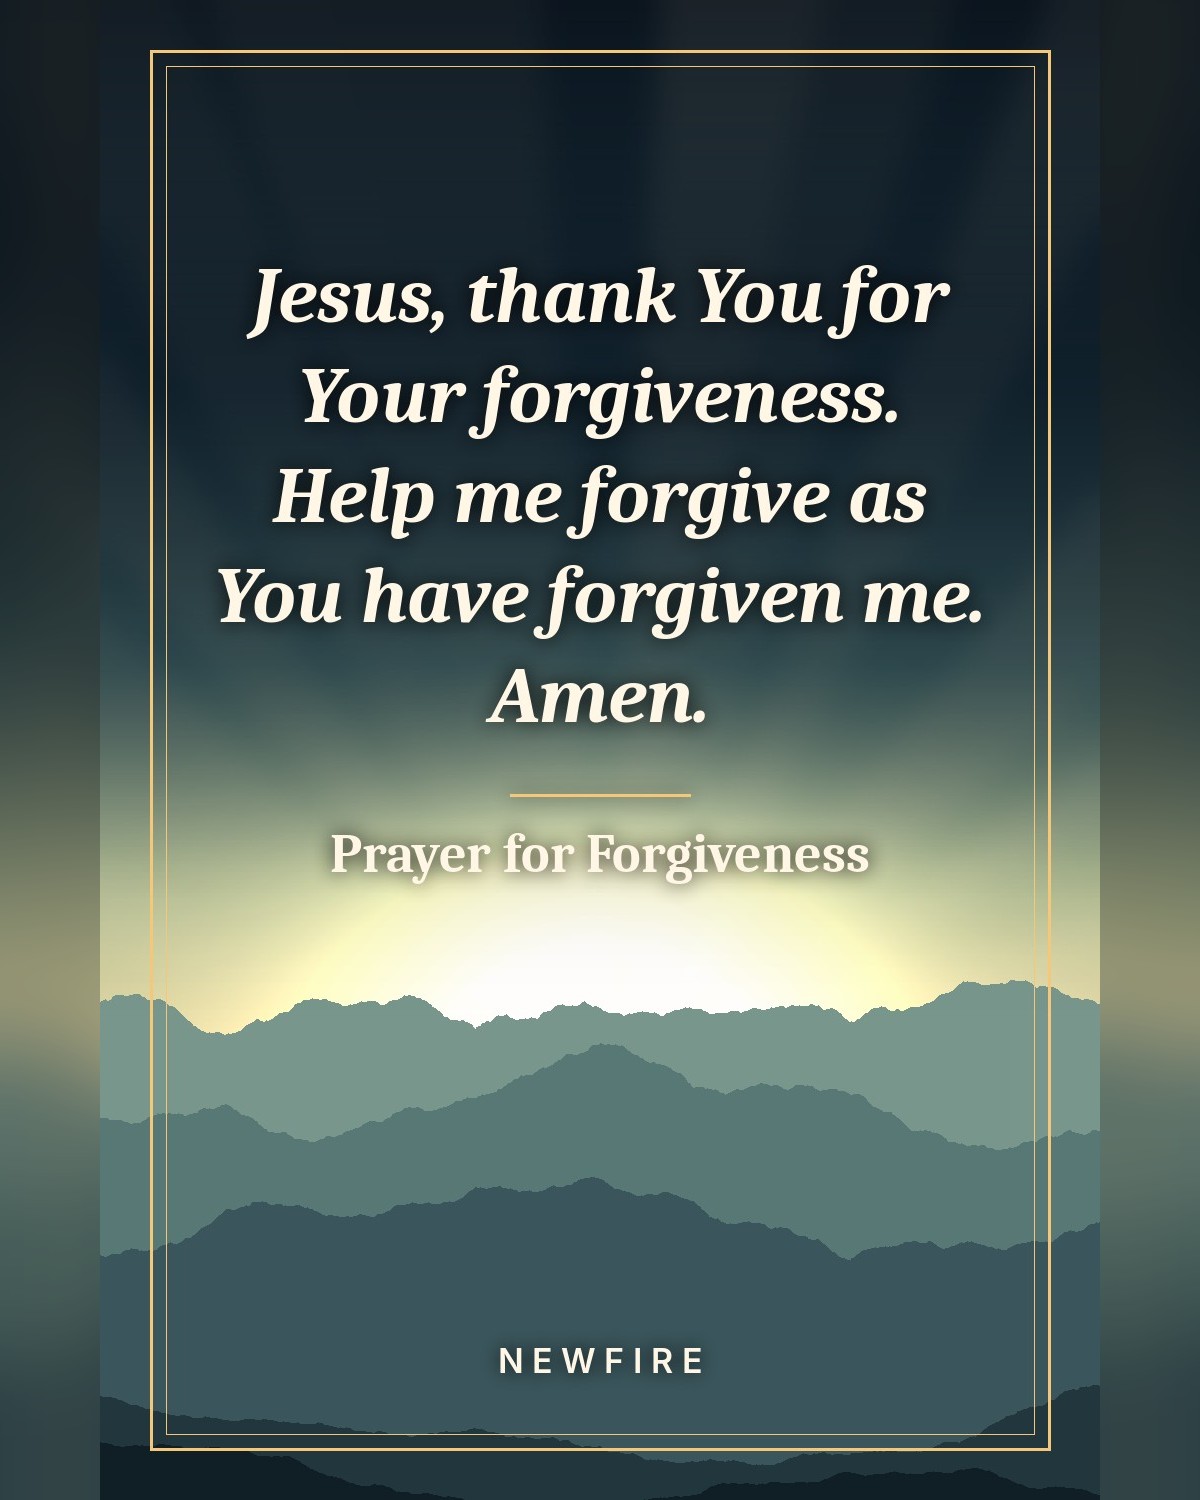 Jesus, thank You for
Your forgiveness.
Help me forgive as
You have forgiven me.
Amen.
Prayer for Forgiveness
NEWFIRE